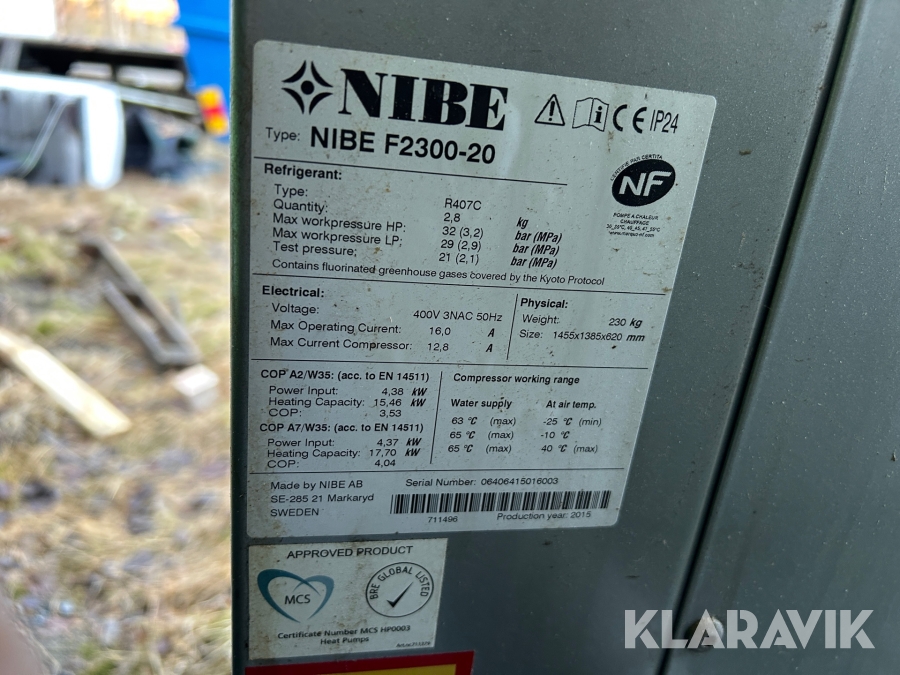 NIBE
IP24
Type: NIBE F2300-20
CERTIFIE PAR CERTITA
NF
POMPE A CHALEUR
CHAUFFAGE
Refrigerant:
Type: R407C
Quantity: 2,8 kg
Max workpressure HP: 32 (3,2) bar (MPa)
Max workpressure LP: 29 (2,9) bar (MPa)
Test pressure: 21 (2,1) bar (MPa)
Contains fluorinated greenhouse gases covered by the Kyoto Protocol
Electrical:
Voltage: 400V 3NAC 50Hz
Max Operating Current: 16,0 A
Max Current Compressor: 12,8 A
Physical:
Weight: 230 kg
Size: 1455x1385x620 mm
COP A2/W35: (acc. to EN 14511)
Power Input: 4,38 kW
Heating Capacity: 15,46 kW
COP: 3,53
COP A7/W35: (acc. to EN 14511)
Power Input: 4,37 kW
Heating Capacity: 17,70 kW
COP: 4,04
Compressor working range
Water supply At air temp.
63 °C (max) -25 °C (min)
65 °C (max) -10 °C
65 °C (max) 40 °C (max)
Made by NIBE AB
SE-285 21 Markaryd
SWEDEN
Serial Number: 06406415016003
711496 Production year: 2015
APPROVED PRODUCT
MCS
BRE GLOBAL LISTED
Certificate Number MCS HP0003
Heat Pumps
KLARAVIK